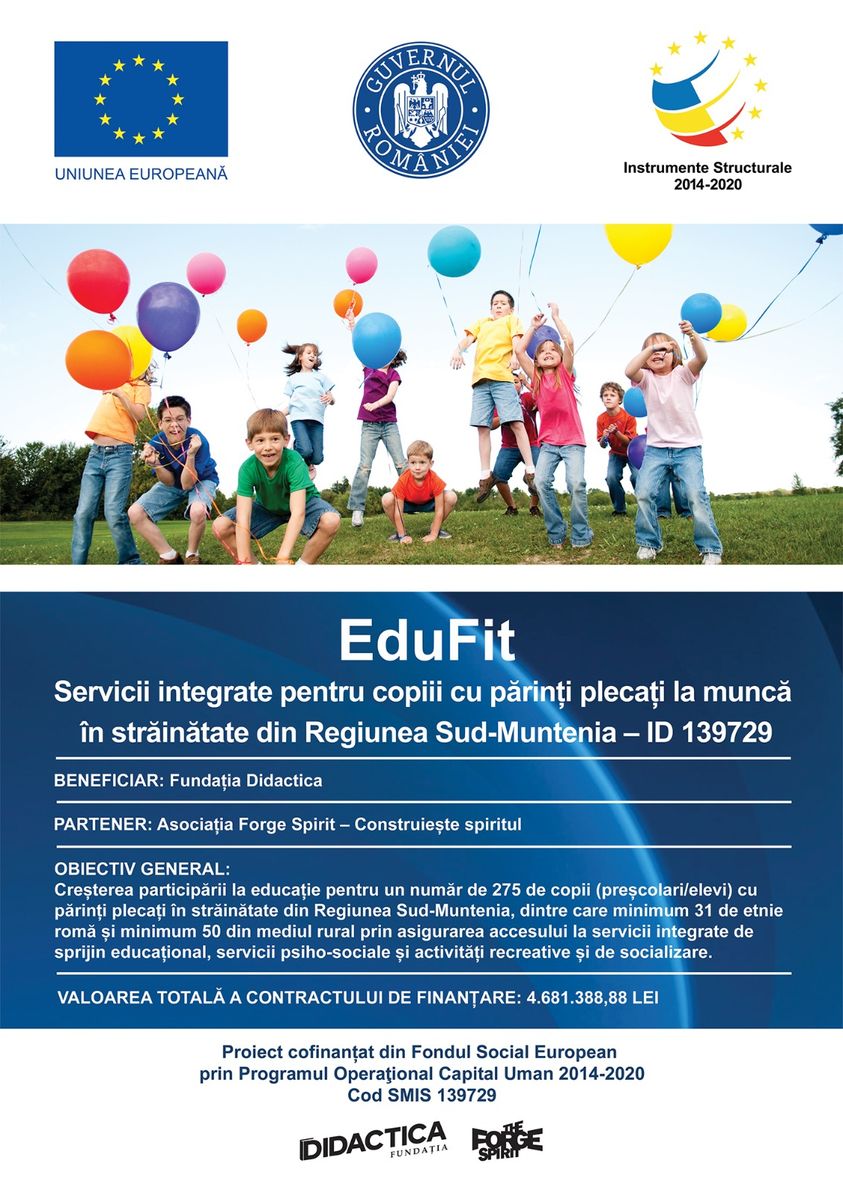 UNIUNEA EUROPEANĂ
GUVERNUL ROMÂNIEI
Instrumente Structurale
2014-2020
EduFit
Servicii integrate pentru copiii cu părinți plecați la muncă
în străinătate din Regiunea Sud-Muntenia – ID 139729
BENEFICIAR: Fundația Didactica
PARTENER: Asociația Forge Spirit – Construiește spiritul
OBIECTIV GENERAL:
Creșterea participării la educație pentru un număr de 275 de copii (preșcolari/elevi) cu
părinți plecați în străinătate din Regiunea Sud-Muntenia, dintre care minimum 31 de etnie
romă și minimum 50 din mediul rural prin asigurarea accesului la servicii integrate de
sprijin educațional, servicii psiho-sociale și activități recreative și de socializare.
VALOAREA TOTALĂ A CONTRACTULUI DE FINANȚARE: 4.681.388,88 LEI
Proiect cofinanțat din Fondul Social European
prin Programul Operaţional Capital Uman 2014-2020
Cod SMIS 139729
DIDACTICA
FUNDAȚIA
THE
FORGE
SPIRIT